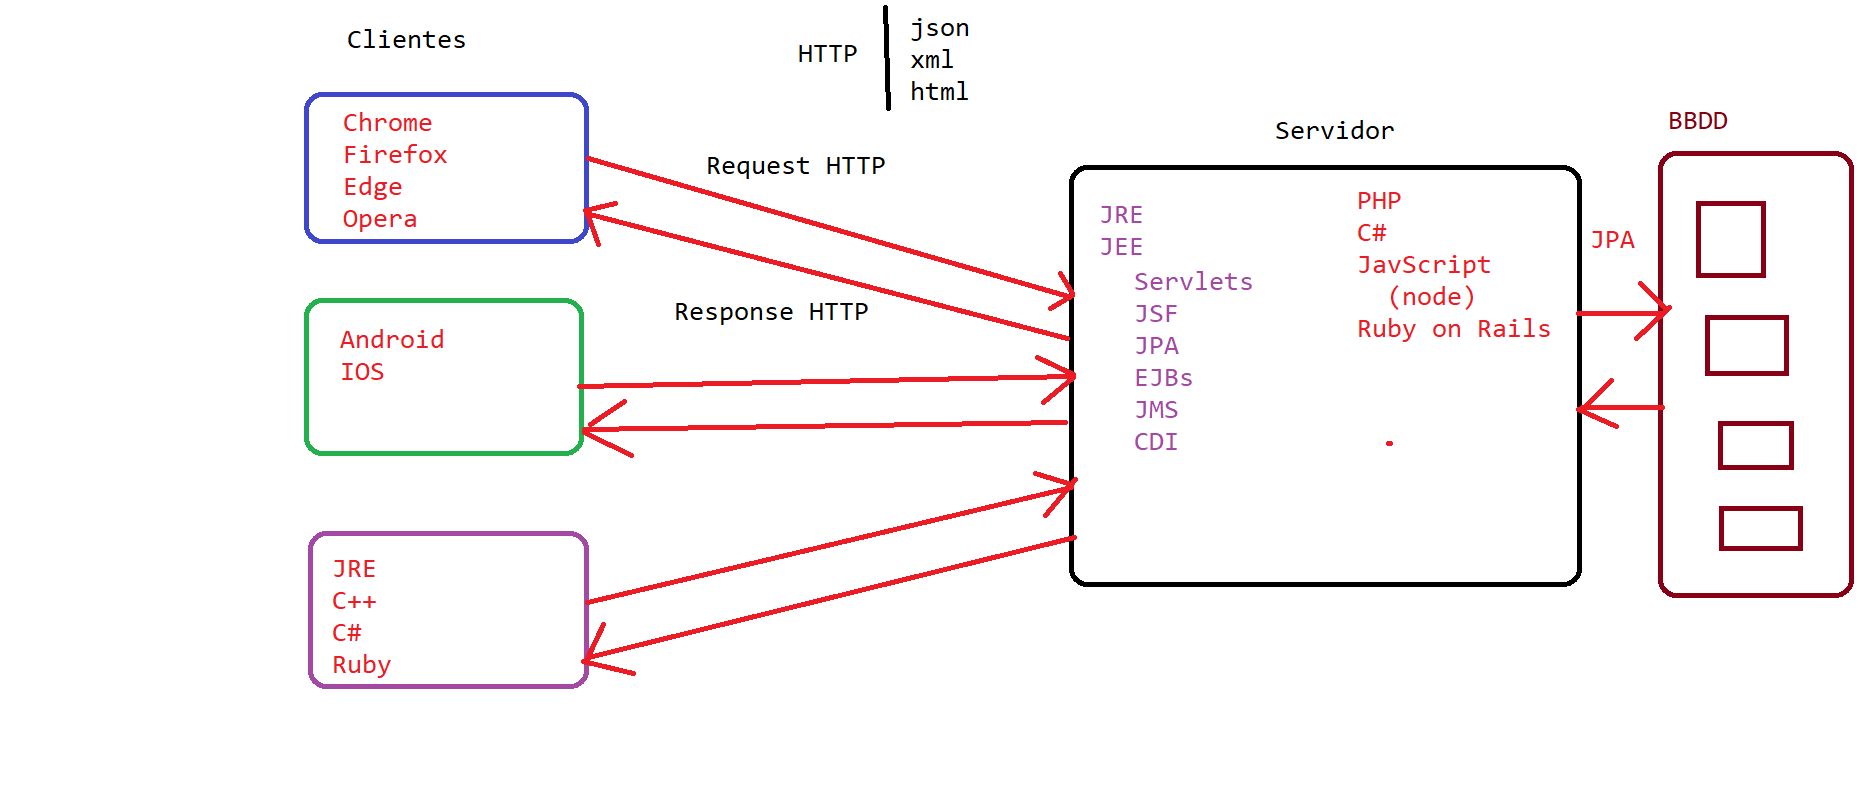 Clientes
HTTP
json
xml
html
Chrome
Firefox
Edge
Opera
Request HTTP
Response HTTP
Android
IOS
JRE
C++
C#
Ruby
Servidor
JRE
JEE
Servlets
JSF
JPA
EJBs
JMS
CDI
PHP
C#
JavScript
(node)
Ruby on Rails
JPA
BBDD